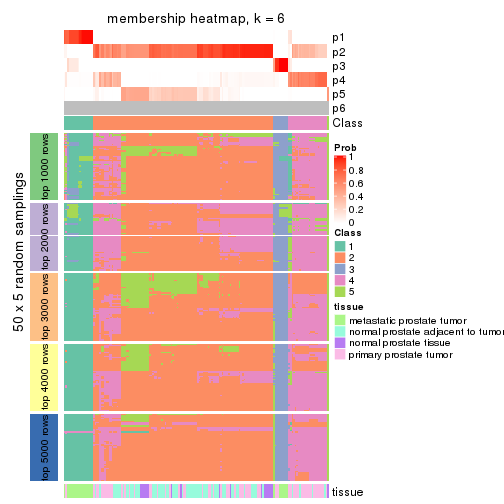 membership heatmap, k = 6
p1
p2
p3
p4
p5
p6
Class
50 x 5 random samplings
top 1000 rows
top 2000 rows
top 3000 rows
top 4000 rows
top 5000 rows
tissue
Prob
1
0.8
0.6
0.4
0.2
0
Class
1
2
3
4
5
tissue
metastatic prostate tumor
normal prostate adjacent to tumor
normal prostate tissue
primary prostate tumor